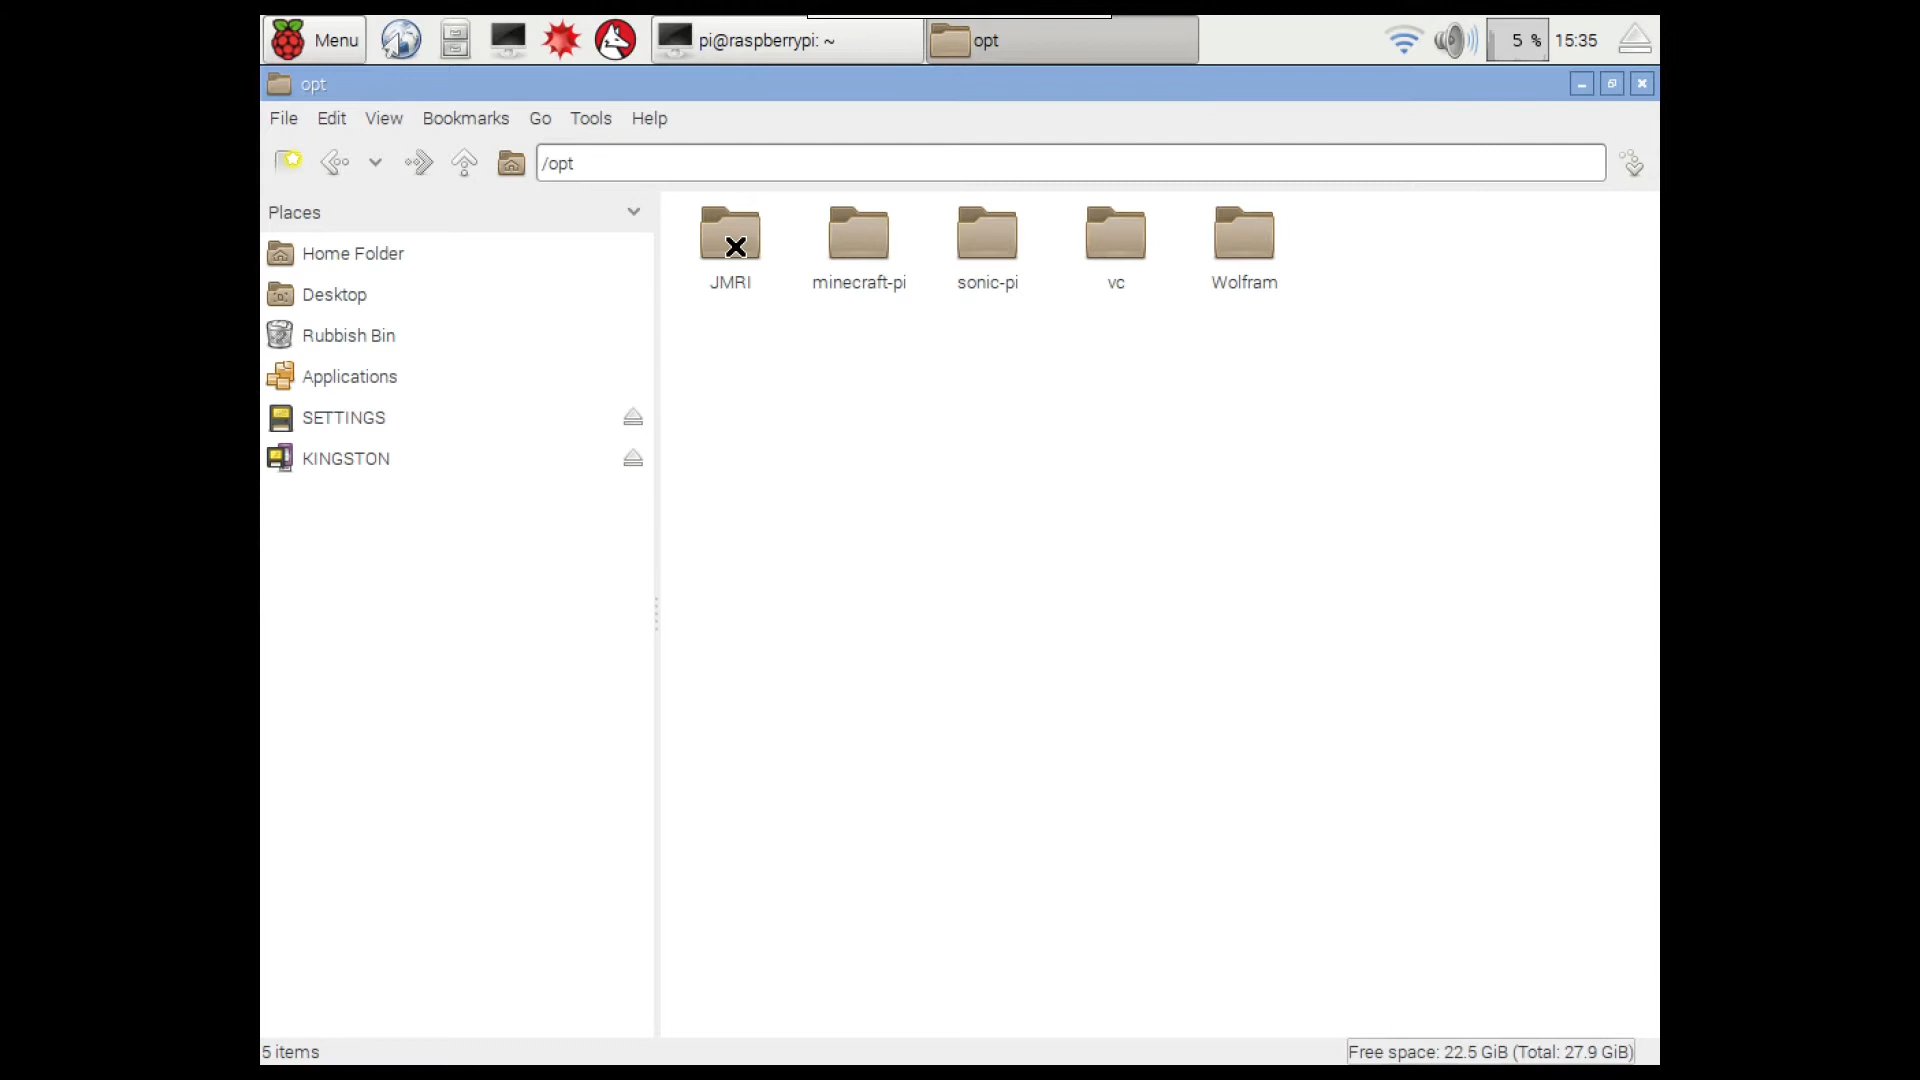 Menu
pi@raspberrypi: ~
opt
5 %
15:35
opt
File Edit View Bookmarks Go Tools Help
/opt
Places
Home Folder
Desktop
Rubbish Bin
Applications
SETTINGS
KINGSTON
JMRI
minecraft-pi
sonic-pi
vc
Wolfram
5 items
Free space: 22.5 GiB (Total: 27.9 GiB)